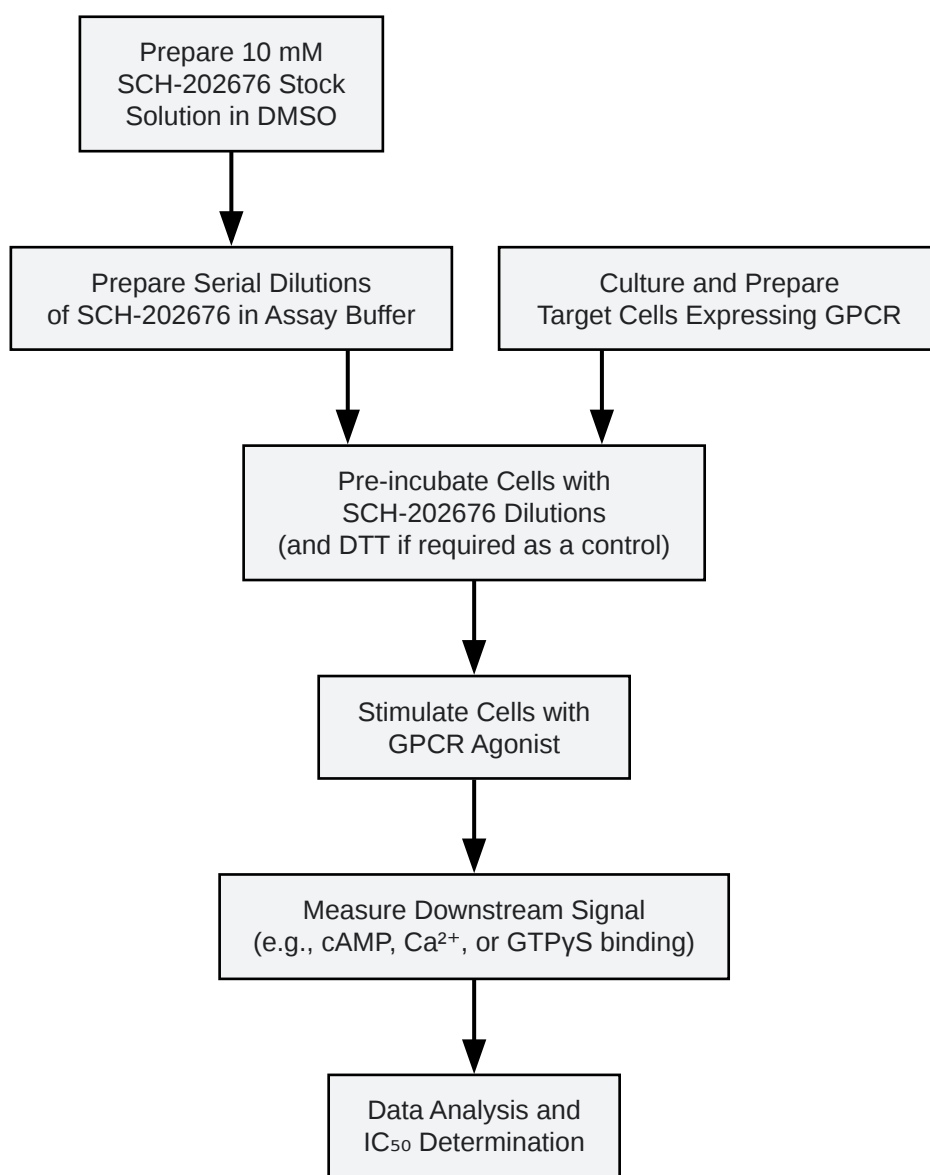 Prepare 10 mM
SCH-202676 Stock
Solution in DMSO
Prepare Serial Dilutions
of SCH-202676 in Assay Buffer
Culture and Prepare
Target Cells Expressing GPCR
Pre-incubate Cells with
SCH-202676 Dilutions
(and DTT if required as a control)
Stimulate Cells with
GPCR Agonist
Measure Downstream Signal
(e.g., cAMP, Ca²⁺, or GTPγS binding)
Data Analysis and
IC₅₀ Determination